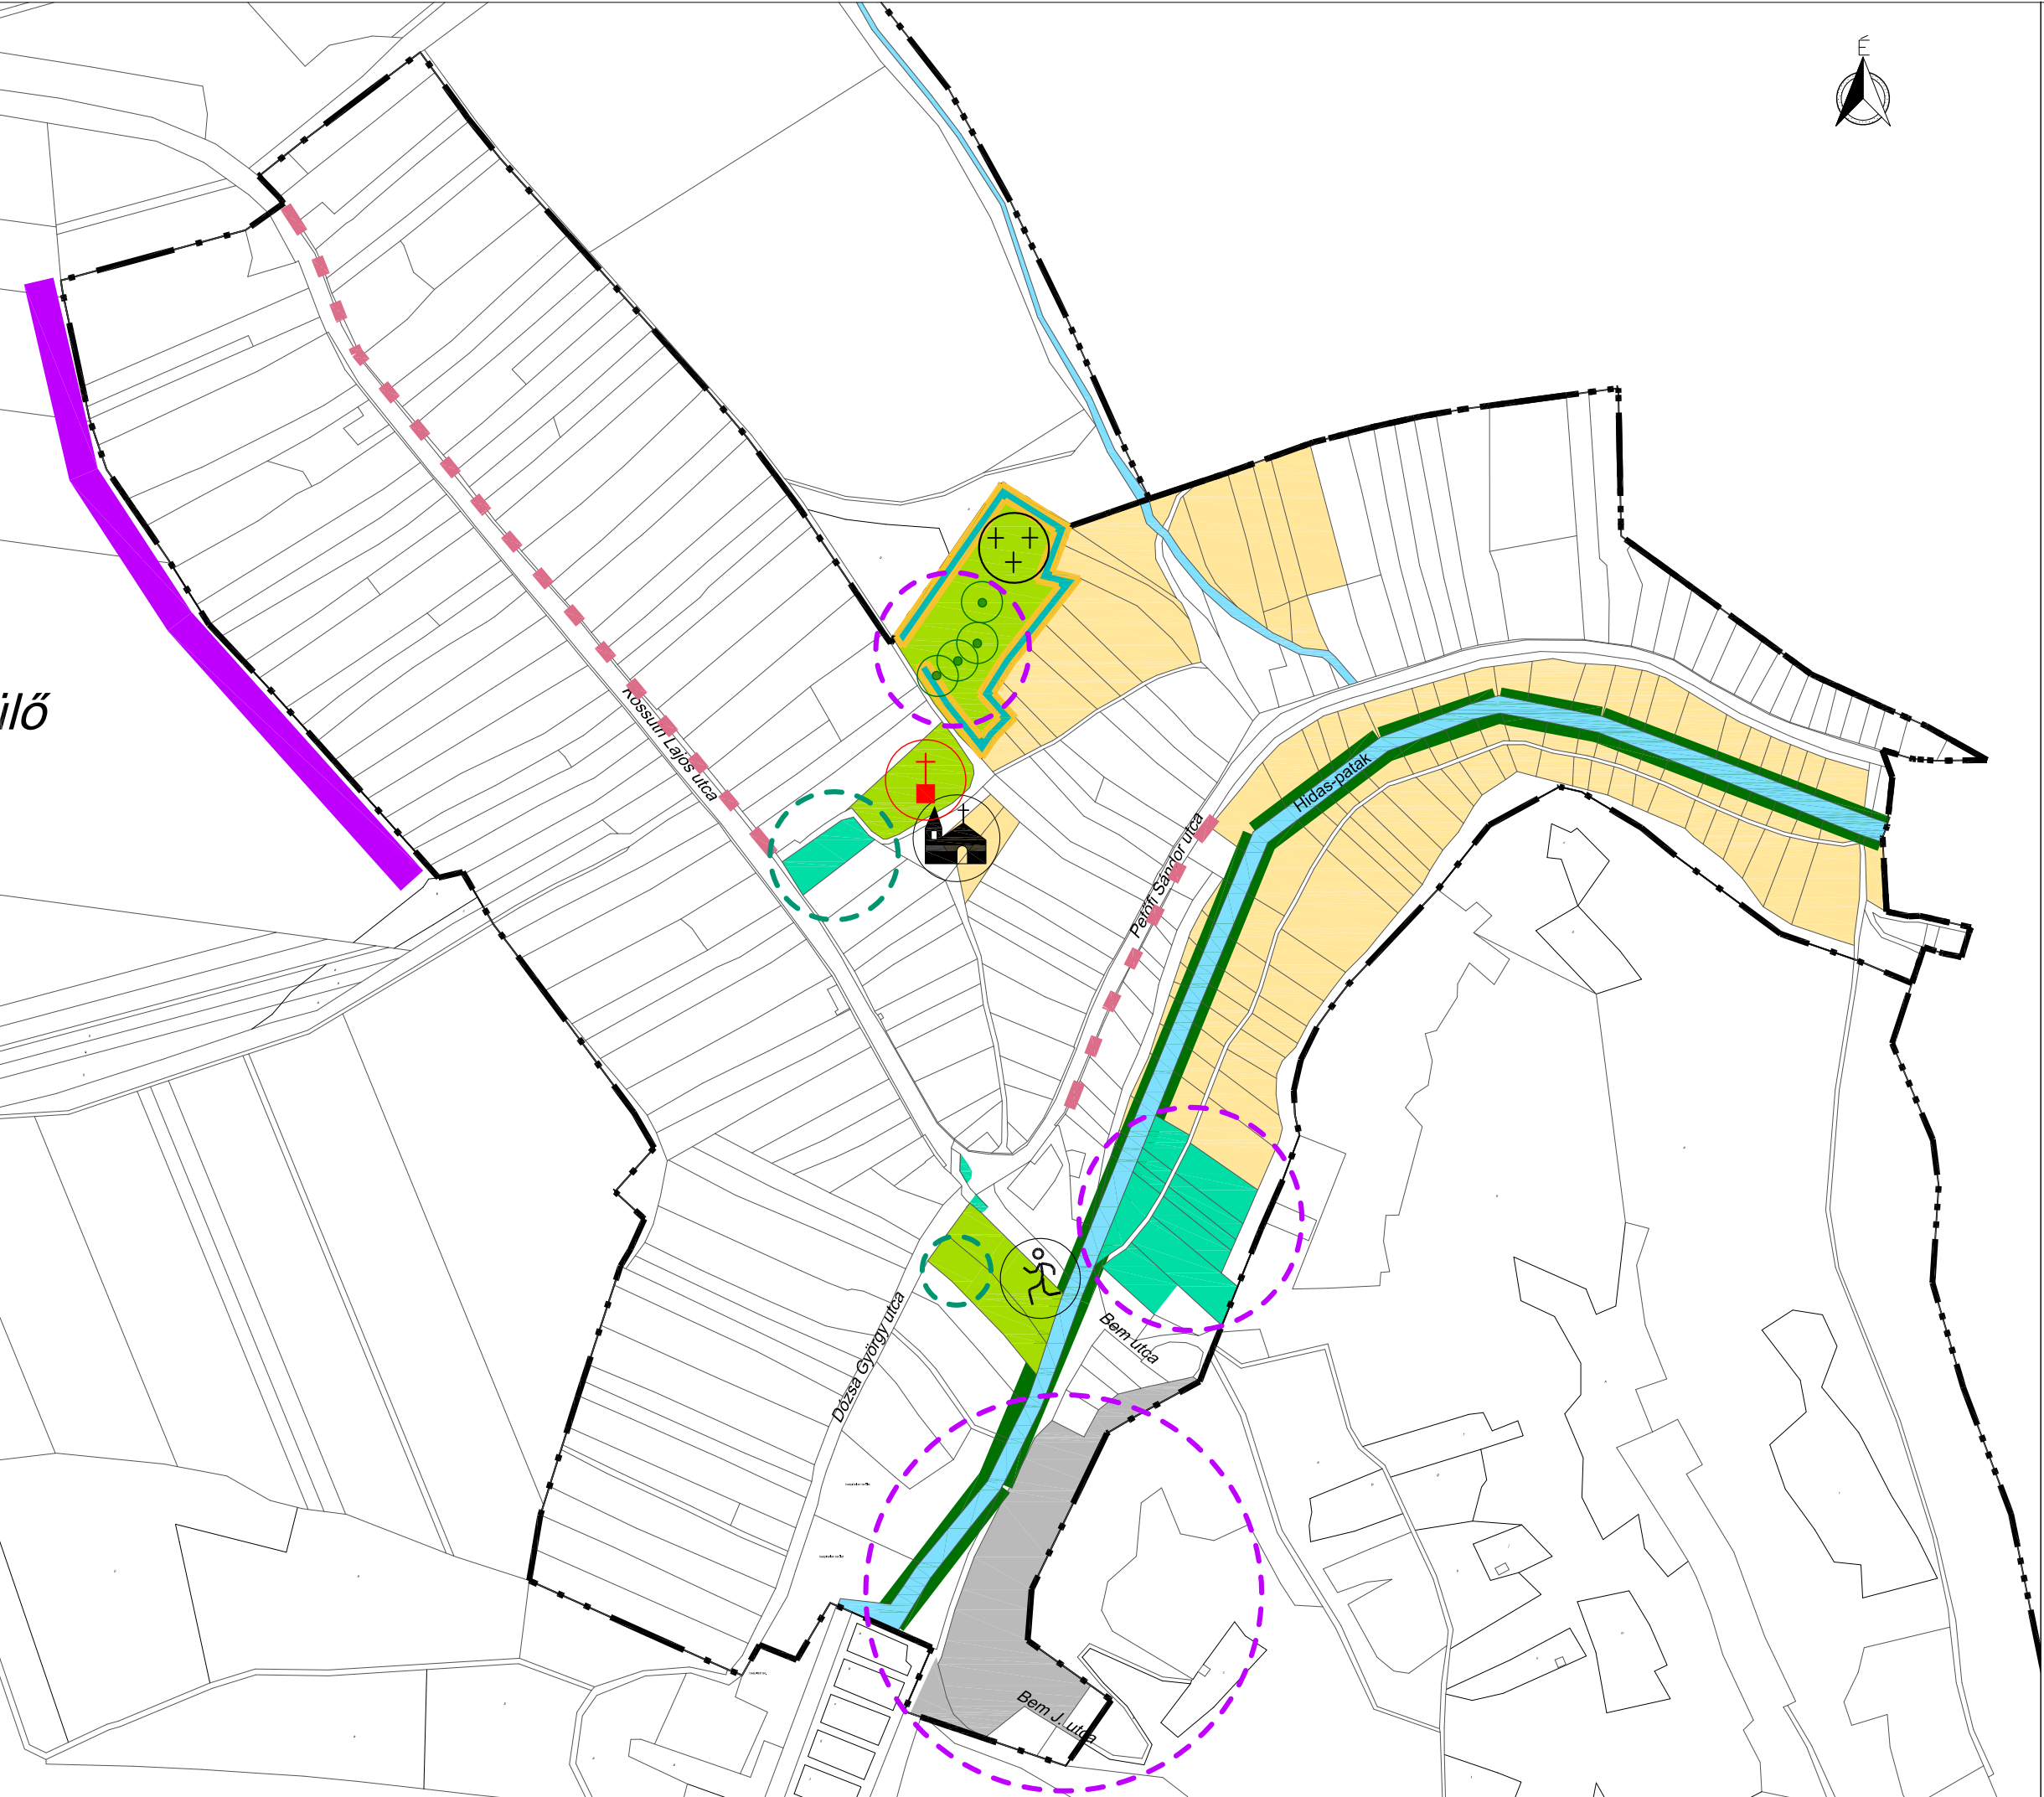 É
ilő
Kossuth Lajos utca
Hidas-patak
Petőfi Sándor utca
Bem utca
Dózsa György utca
Bem J. utca